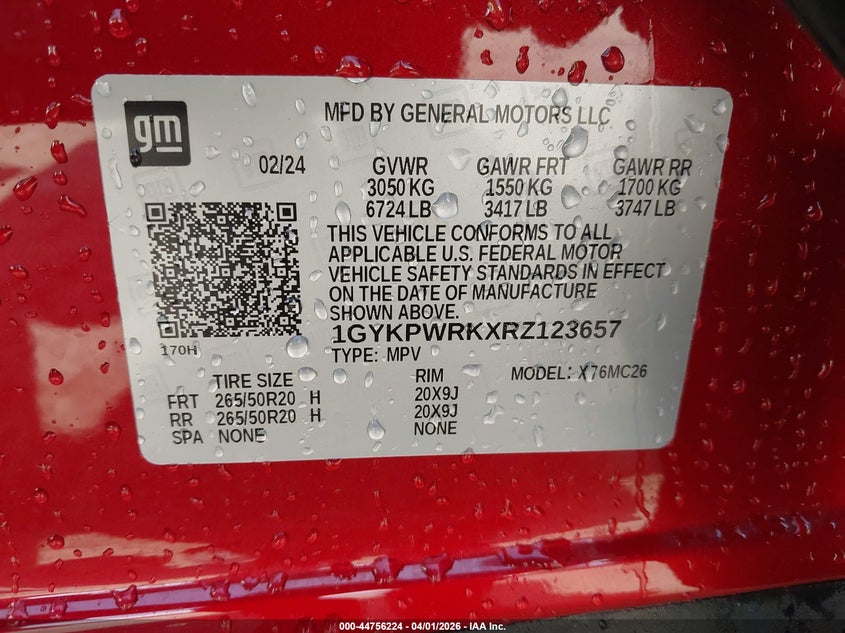 gm
MFD BY GENERAL MOTORS LLC
02/24 GVWR GAWR FRT GAWR RR
3050 KG 1550 KG 1700 KG
6724 LB 3417 LB 3747 LB
THIS VEHICLE CONFORMS TO ALL
APPLICABLE U.S. FEDERAL MOTOR
VEHICLE SAFETY STANDARDS IN EFFECT
ON THE DATE OF MANUFACTURE
SHOWN ABOVE.
1GYKPWRKXRZ123657
170H
TYPE: MPV
TIRE SIZE RIM MODEL: X76MC26
FRT 265/50R20 H 20X9J
RR 265/50R20 H 20X9J
SPA NONE NONE
000-44756224 - 04/01/2026 - IAA Inc.